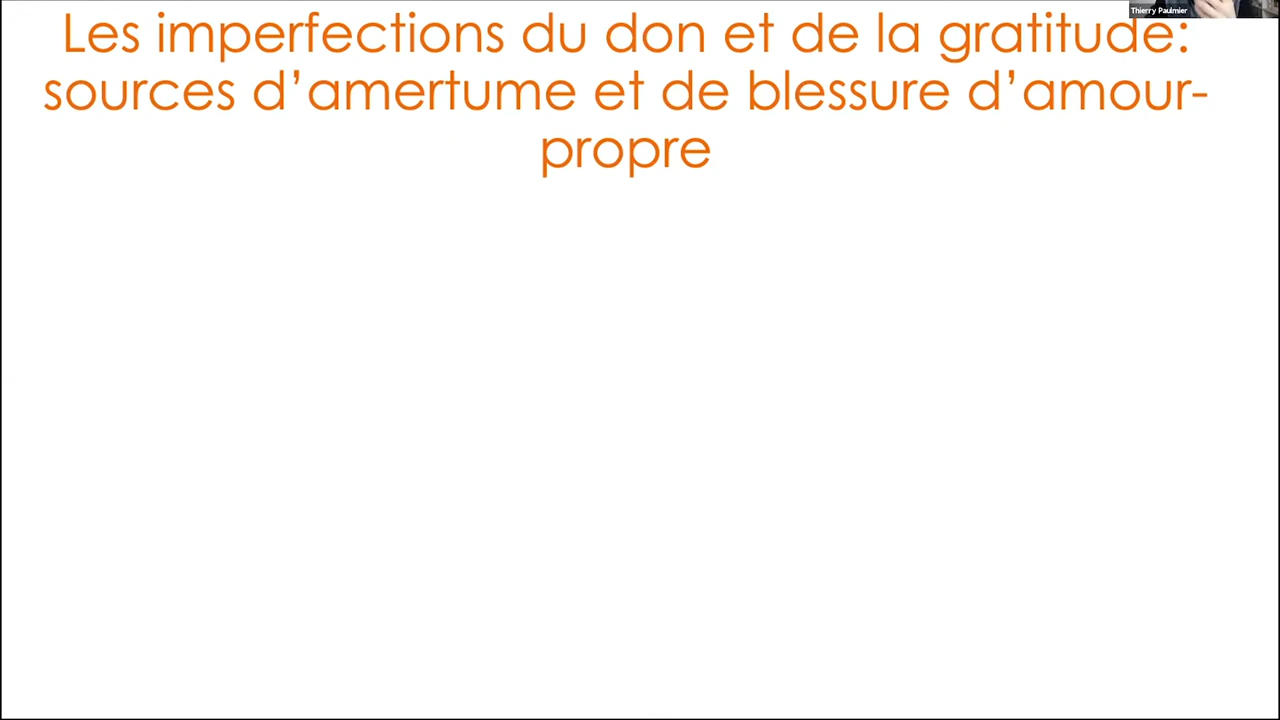 Thierry Paulmier
Les imperfections du don et de la gratitude:
sources d’amertume et de blessure d’amour-
propre